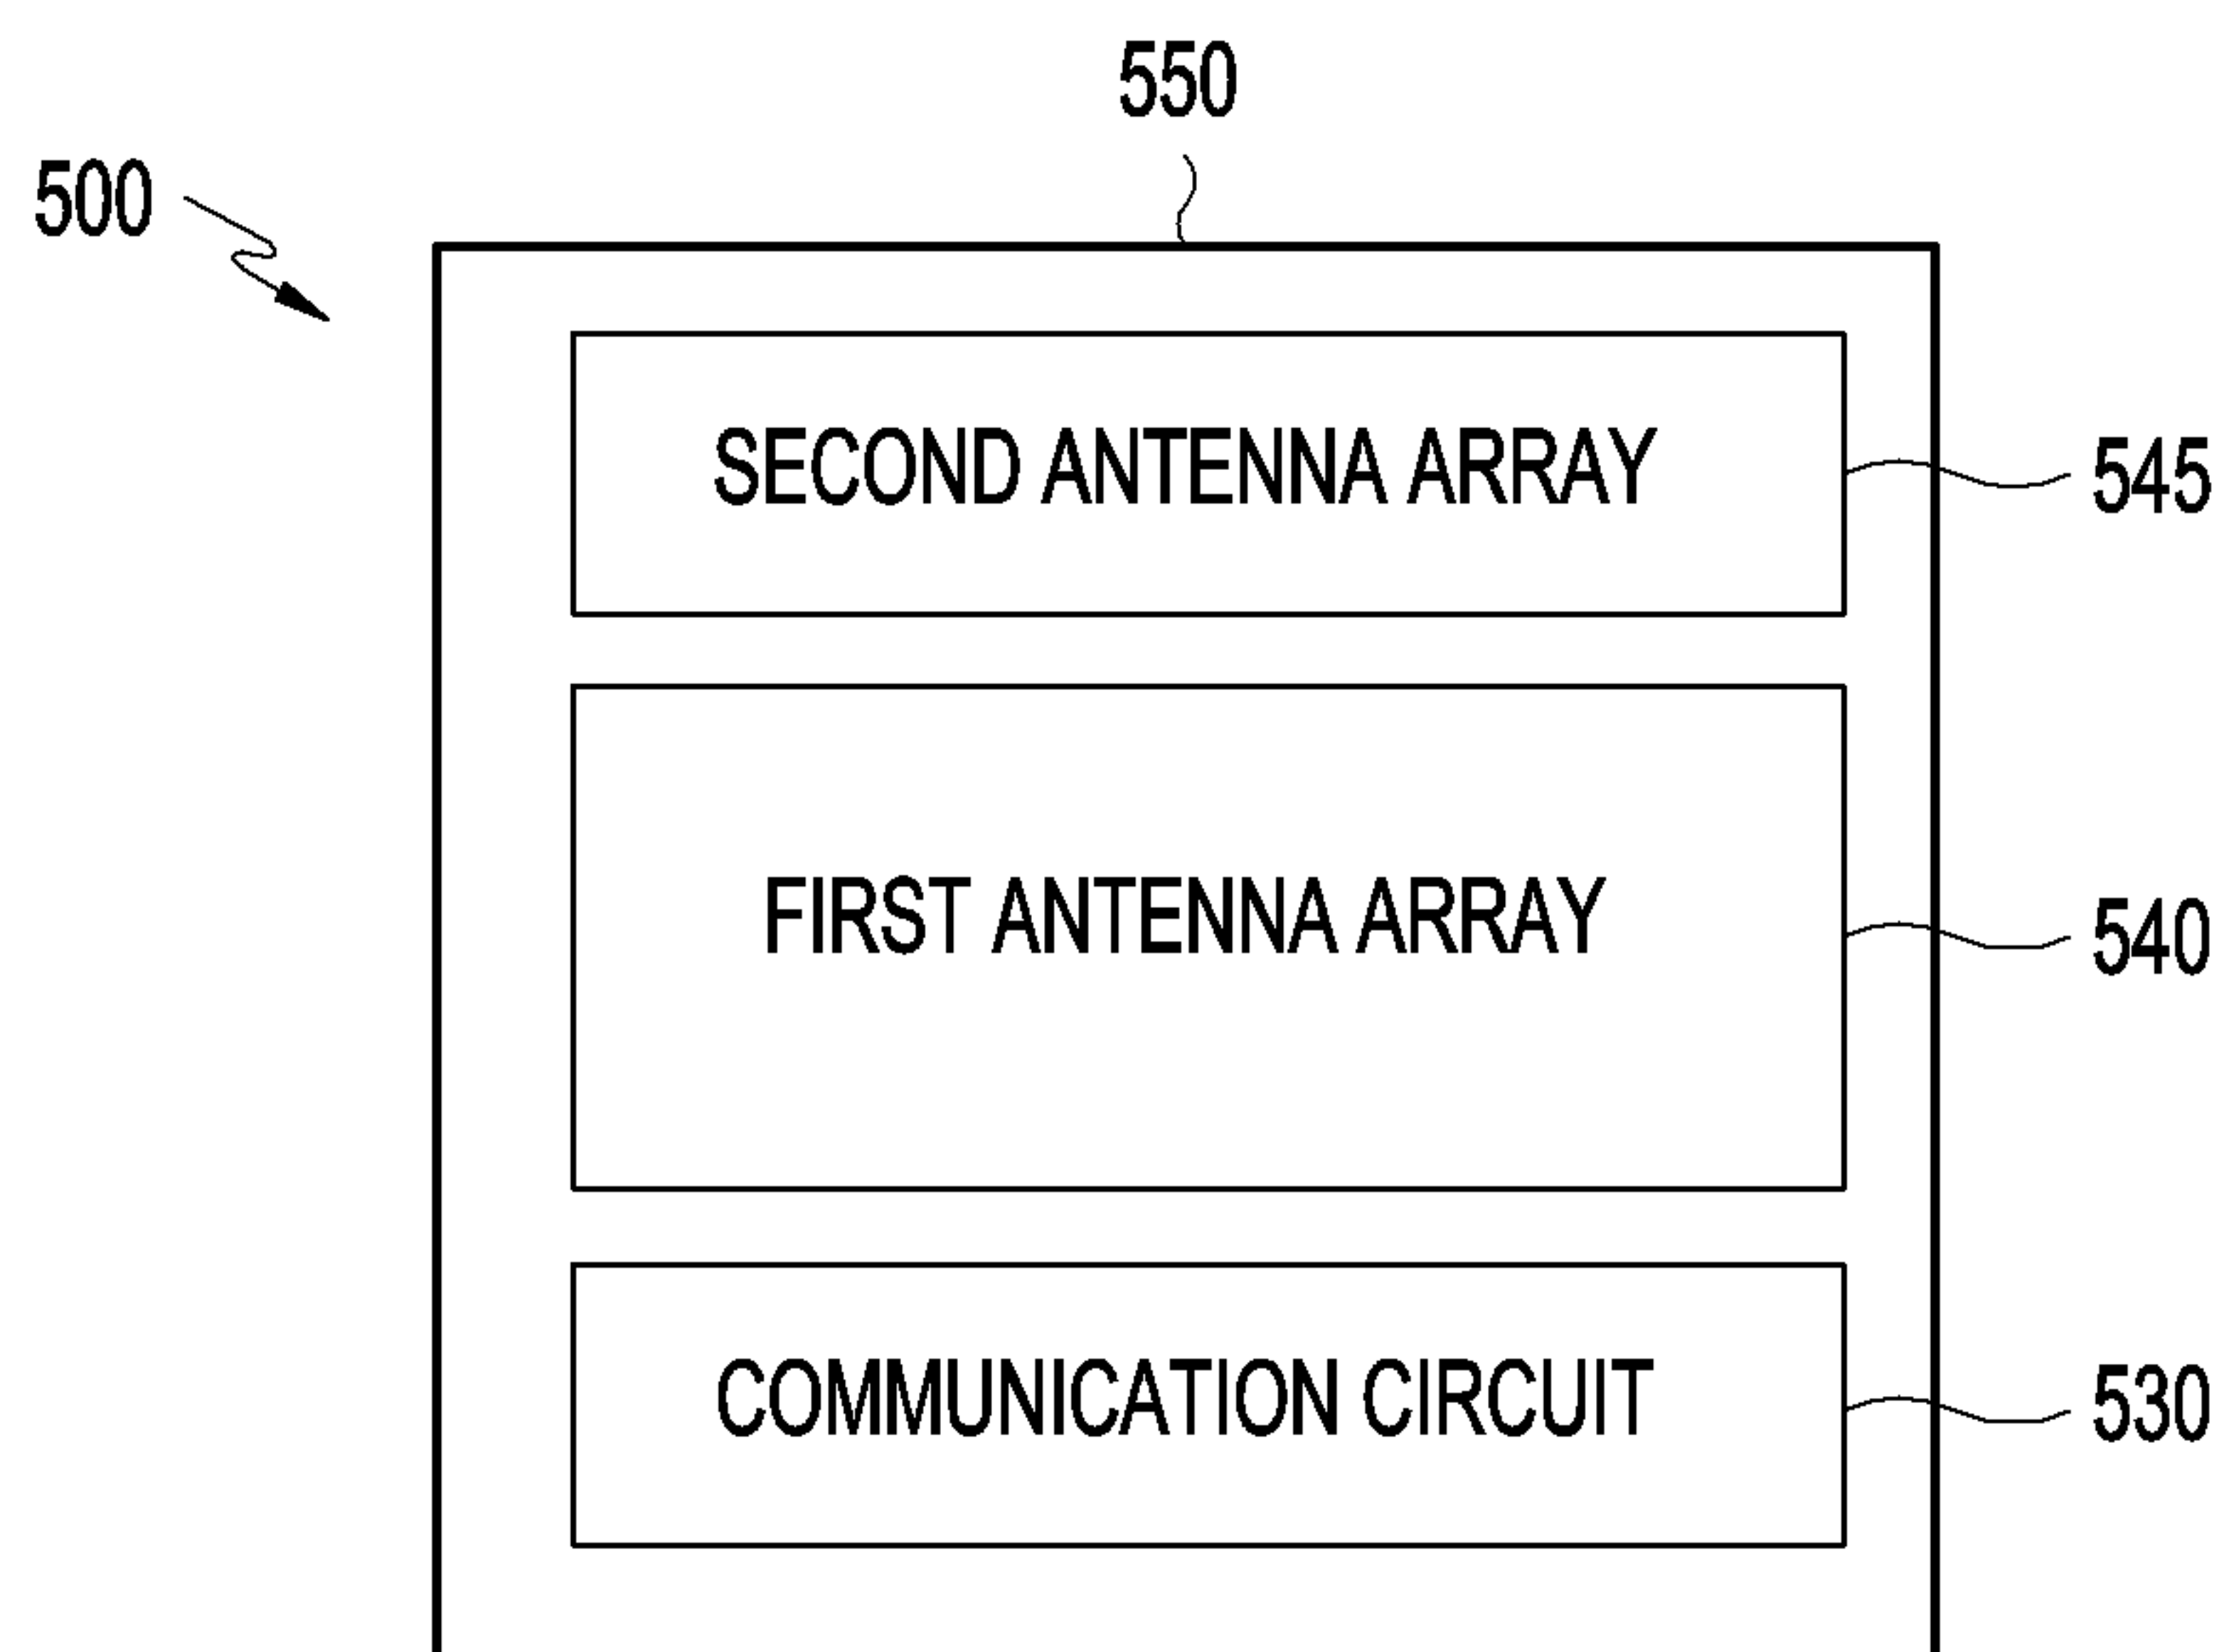 550
500
SECOND ANTENNA ARRAY
545
FIRST ANTENNA ARRAY
540
COMMUNICATION CIRCUIT
530